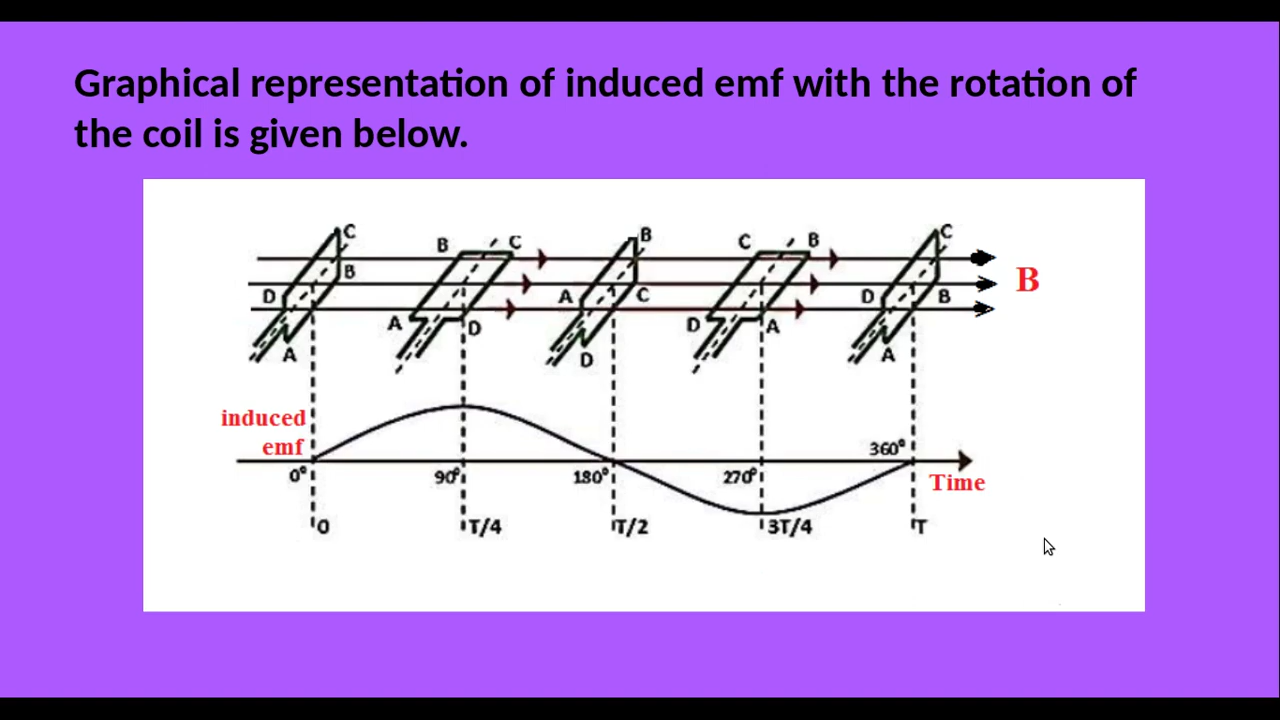 Graphical representation of induced emf with the rotation of
the coil is given below.
C B D A
B C A D
B A C D
C B D A
C D B A
B
induced
emf
360°
0° 90° 180° 270°
Time
0 T/4 T/2 3T/4 T